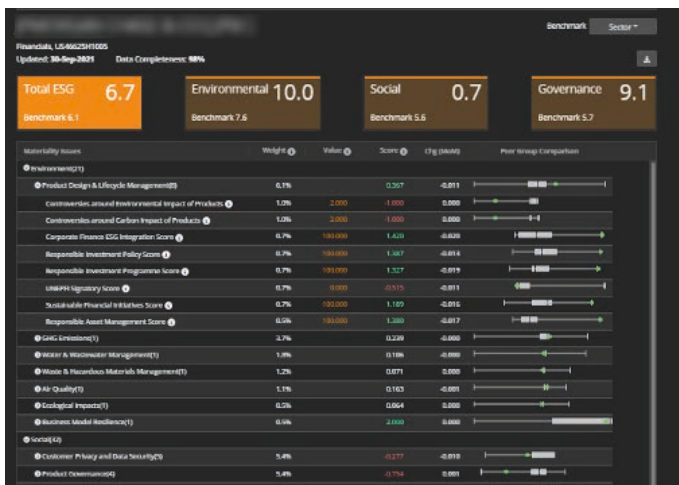 Benchmark Sector
Financials, US46625H1005
Updated: 30-Sep-2021 Data Completeness: 98%
Total ESG 6.7
Benchmark 6.1
Environmental 10.0
Benchmark 7.6
Social 0.7
Benchmark 5.6
Governance 9.1
Benchmark 5.7
Materiality Issues Weight Value Score Chg (MoM) Peer Group Comparison
Environment(21)
Product Design & Lifecycle Management(8) 6.1% 0.367 -0.011
Controversies around Environmental Impact of Products 1.0% 2.000 -1.000 0.000
Controversies around Carbon Impact of Products 1.0% 2.000 -1.000 0.000
Corporate Finance ESG Integration Score 0.7% 100.000 1.420 -0.020
Responsible Investment Policy Score 0.7% 100.000 1.387 -0.014
Responsible Investment Programme Score 0.7% 100.000 1.327 -0.019
UNEPFI Signatory Score 0.7% 0.000 -0.515 -0.011
Sustainable Financial Initiatives Score 0.7% 100.000 1.189 -0.016
Responsible Asset Management Score 0.5% 100.000 1.380 -0.017
GHG Emissions(1) 3.7% 0.239 -0.000
Water & Wastewater Management(1) 1.8% 0.186 -0.000
Waste & Hazardous Materials Management(1) 1.2% 0.071 0.000
Air Quality(1) 1.1% 0.163 -0.001
Ecological Impacts(1) 0.5% 0.064 0.000
Business Model Resilience(1) 0.5% 2.000 0.000
Social(32)
Customer Privacy and Data Security(5) 5.4% -0.277 -0.010
Product Governance(4) 5.4% -0.754 0.001